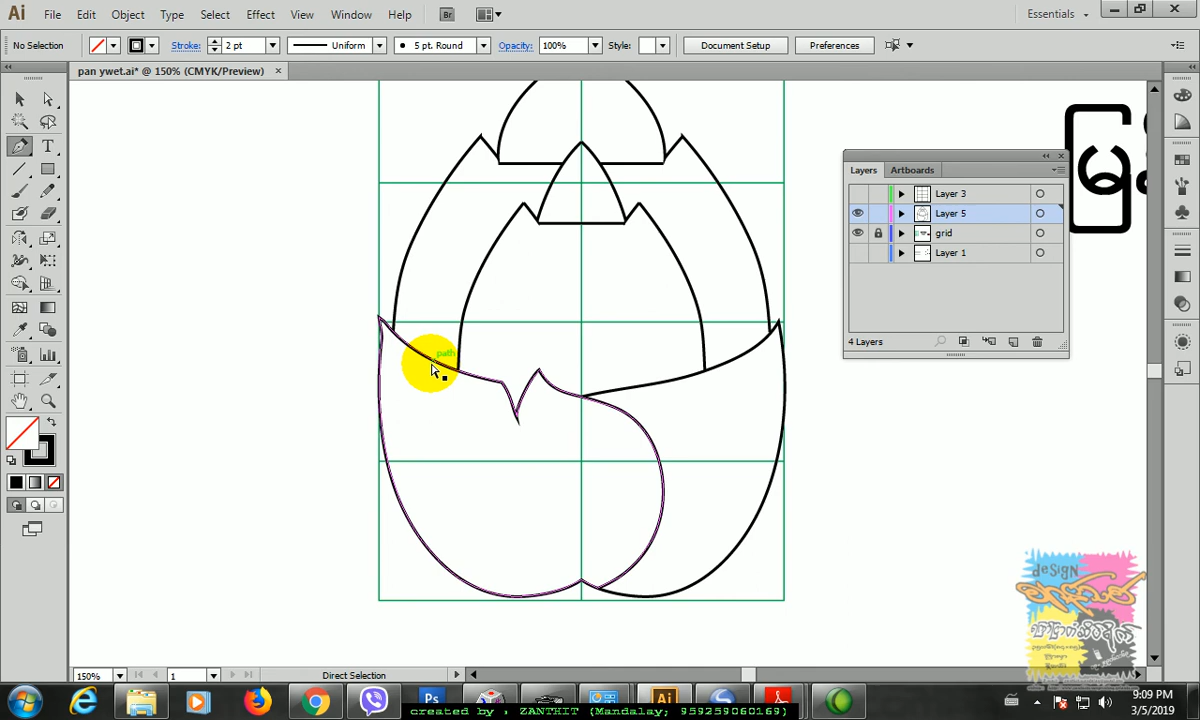 Ai File Edit Object Type Select Effect View Window Help Br Essentials
No Selection Stroke: 2 pt Uniform 5 pt. Round Opacity: 100% Style: Document Setup Preferences
pan ywet.ai* @ 150% (CMYK/Preview)
Layers Artboards
Layer 3
Layer 5
grid
Layer 1
4 Layers
path
deSiGN
150% 1 Direct Selection
Ps Ai
9:09 PM
3/5/2019
created by : ZANTHIT (Mandalay; 959259060169)